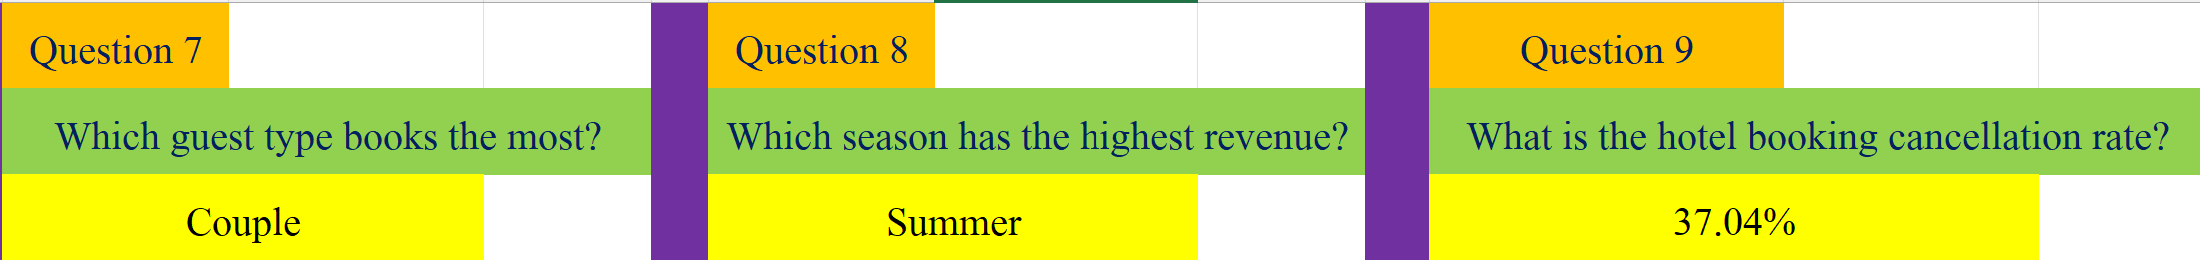 Question 7
Which guest type books the most?
Couple
Question 8
Which season has the highest revenue?
Summer
Question 9
What is the hotel booking cancellation rate?
37.04%